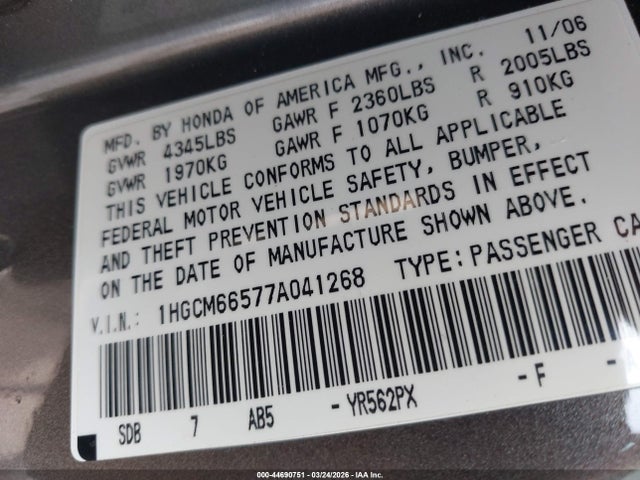 MFD. BY HONDA OF AMERICA MFG., INC. 11/06
GVWR 4345LBS GAWR F 2360LBS R 2005LBS
GVWR 1970KG GAWR F 1070KG R 910KG
THIS VEHICLE CONFORMS TO ALL APPLICABLE
FEDERAL MOTOR VEHICLE SAFETY, BUMPER,
AND THEFT PREVENTION STANDARDS IN EFFECT
ON THE DATE OF MANUFACTURE SHOWN ABOVE.
V.I.N.: 1HGCM66577A041268 TYPE: PASSENGER CA
SDB 7 AB5 - YR562PX - F -
000-44690751 - 03/24/2026 - IAA Inc.